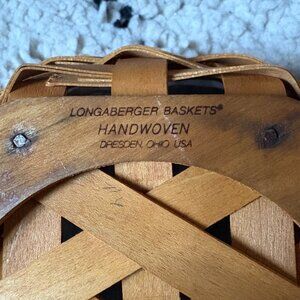 LONGABERGER BASKETS®
HANDWOVEN
DRESDEN, OHIO USA